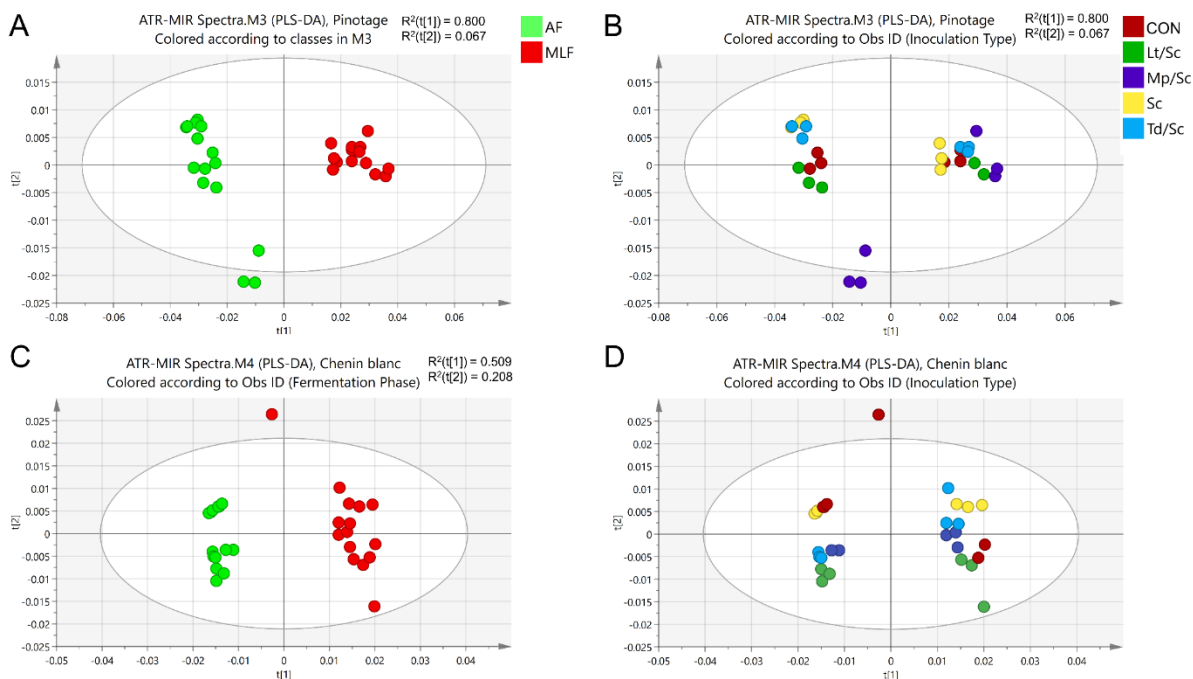 A
ATR-MIR Spectra.M3 (PLS-DA), Pinotage
Colored according to classes in M3
R²(t[1]) = 0.800
R²(t[2]) = 0.067
AF
MLF
t[2]
0.015
0.01
0.005
0
-0.005
-0.01
-0.015
-0.02
-0.025
-0.08
-0.06
-0.04
-0.02
0
0.02
0.04
0.06
t[1]
B
ATR-MIR Spectra.M3 (PLS-DA), Pinotage
Colored according to Obs ID (Inoculation Type)
R²(t[1]) = 0.800
R²(t[2]) = 0.067
CON
Lt/Sc
Mp/Sc
Sc
Td/Sc
t[2]
0.015
0.01
0.005
0
-0.005
-0.01
-0.015
-0.02
-0.025
-0.08
-0.06
-0.04
-0.02
0
0.02
0.04
0.06
t[1]
C
ATR-MIR Spectra.M4 (PLS-DA), Chenin blanc
Colored according to Obs ID (Fermentation Phase)
R²(t[1]) = 0.509
R²(t[2]) = 0.208
t[2]
0.025
0.02
0.015
0.01
0.005
0
-0.005
-0.01
-0.015
-0.02
-0.025
-0.05
-0.04
-0.03
-0.02
-0.01
0
0.01
0.02
0.03
0.04
t[1]
D
ATR-MIR Spectra.M4 (PLS-DA), Chenin blanc
Colored according to Obs ID (Inoculation Type)
t[2]
0.025
0.02
0.015
0.01
0.005
0
-0.005
-0.01
-0.015
-0.02
-0.025
-0.05
-0.04
-0.03
-0.02
-0.01
0
0.01
0.02
0.03
0.04
t[1]